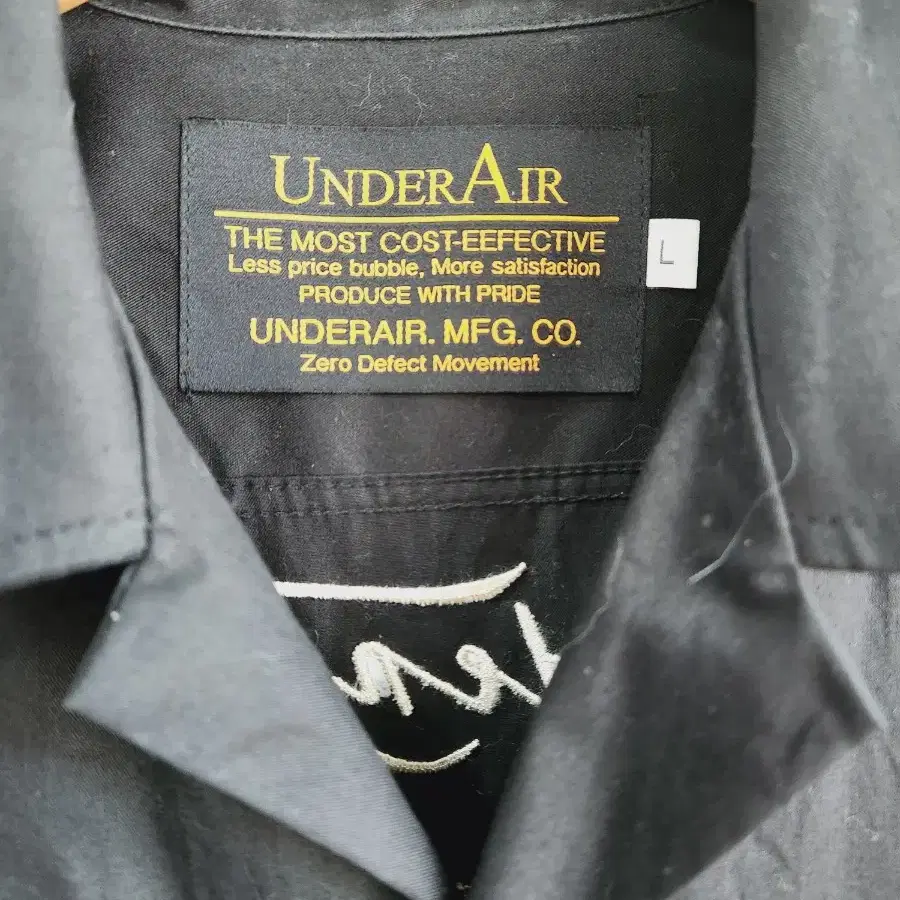 UNDERAIR
THE MOST COST-EEFECTIVE
L
Less price bubble, More satisfaction
PRODUCE WITH PRIDE
UNDERAIR. MFG. CO.
Zero Defect Movement